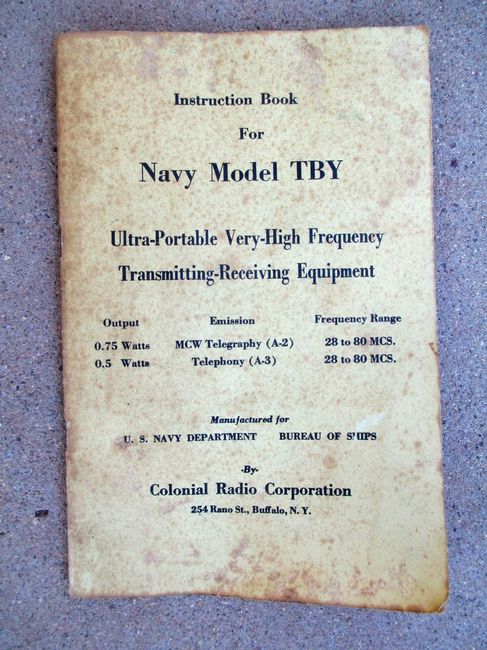 Instruction Book
For
Navy Model TBY
Ultra-Portable Very-High Frequency
Transmitting-Receiving Equipment
Output Emission Frequency Range
0.75 Watts MCW Telegraphy (A-2) 28 to 80 MCS.
0.5 Watts Telephony (A-3) 28 to 80 MCS.
Manufactured for
U. S. NAVY DEPARTMENT BUREAU OF SHIPS
-By-
Colonial Radio Corporation
254 Rano St., Buffalo, N. Y.